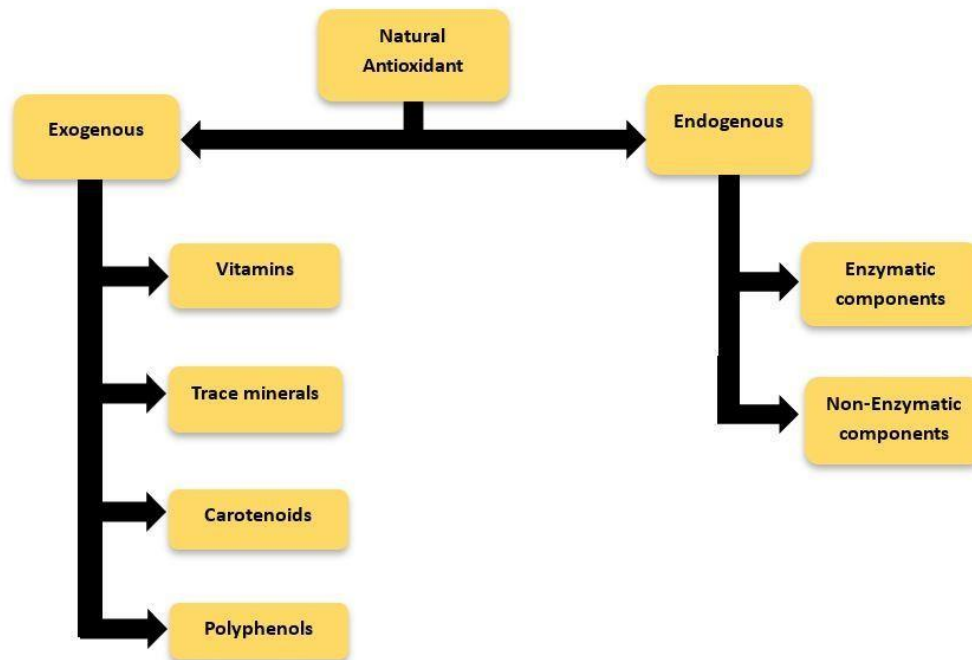 Natural
Antioxidant
Exogenous
Endogenous
Vitamins
Enzymatic
components
Trace minerals
Non-Enzymatic
components
Carotenoids
Polyphenols